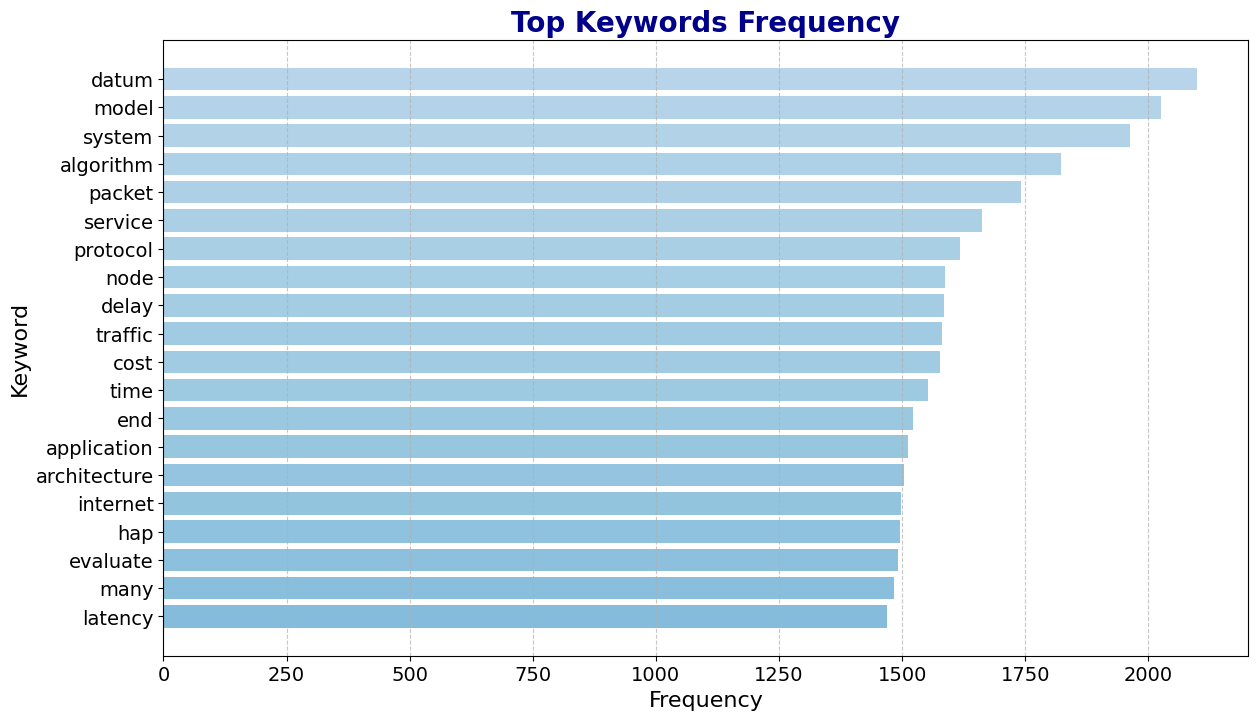 Top Keywords Frequency
datum
model
system
algorithm
packet
service
protocol
node
delay
traffic
cost
time
end
application
architecture
internet
hap
evaluate
many
latency
Keyword
0 250 500 750 1000 1250 1500 1750 2000
Frequency